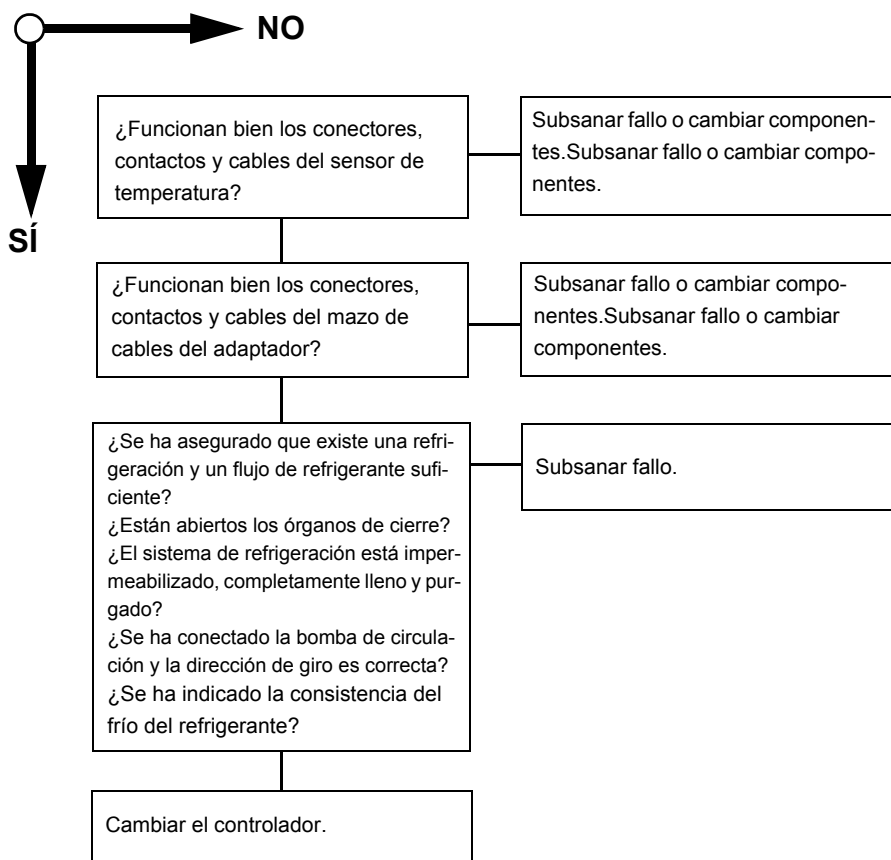 NO
SÍ
¿Funcionan bien los conectores,
contactos y cables del sensor de
temperatura?
Subsanar fallo o cambiar componen-
tes.Subsanar fallo o cambiar compo-
nentes.
¿Funcionan bien los conectores,
contactos y cables del mazo de
cables del adaptador?
Subsanar fallo o cambiar compo-
nentes.Subsanar fallo o cambiar
componentes.
¿Se ha asegurado que existe una refri-
geración y un flujo de refrigerante sufi-
ciente?
¿Están abiertos los órganos de cierre?
¿El sistema de refrigeración está imper-
meabilizado, completamente lleno y pur-
gado?
¿Se ha conectado la bomba de circula-
ción y la dirección de giro es correcta?
¿Se ha indicado la consistencia del
frío del refrigerante?
Subsanar fallo.
Cambiar el controlador.